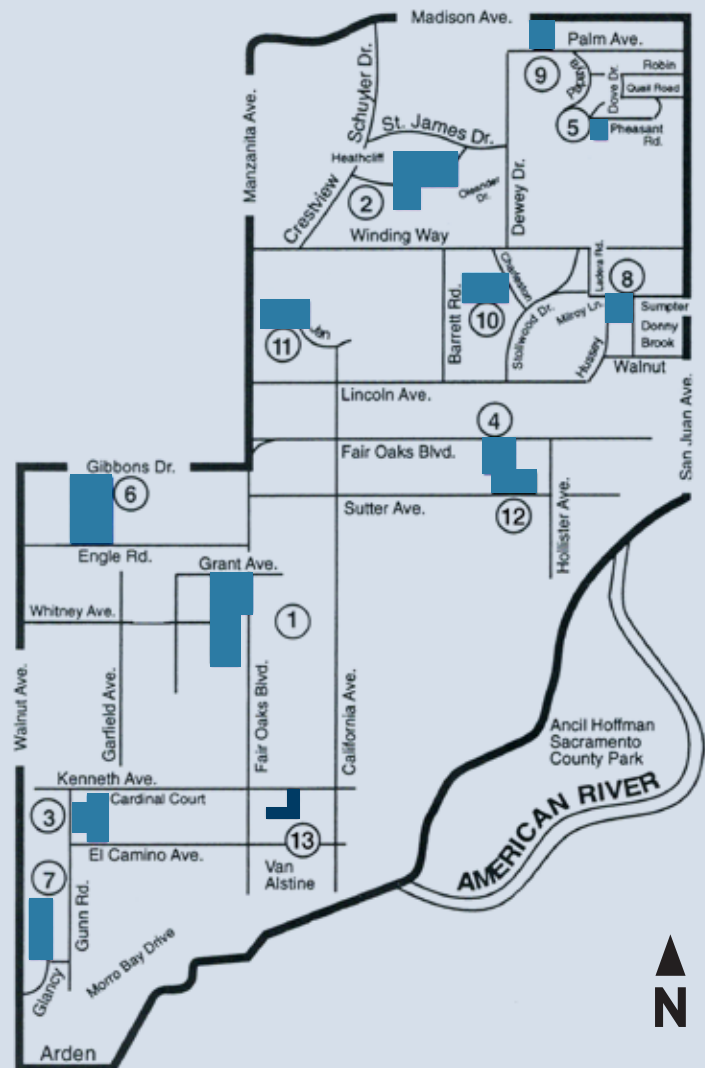 Madison Ave.
Palm Ave.
9
Robin
Papaya
Dove Dr.
Quail Road
5
Pheasant
Rd.
Manzanita Ave.
Schuyler Dr.
St. James Dr.
Heathcliff
Crestview
2
Oleander
Dr.
Dewey Dr.
Winding Way
Charleston
Ladera Rd.
8
Barrett Rd.
10
Stollwood Dr.
Milroy Ln.
Hussey
Sumpter
Donny
Brook
Walnut
11
Jan
Lincoln Ave.
San Juan Ave.
4
Fair Oaks Blvd.
Gibbons Dr.
6
Sutter Ave.
12
Hollister Ave.
Engle Rd.
Grant Ave.
Whitney Ave.
1
Walnut Ave.
Garfield Ave.
Fair Oaks Blvd.
California Ave.
Ancil Hoffman
Sacramento
County Park
AMERICAN RIVER
Kenneth Ave.
3
Cardinal Court
13
El Camino Ave.
Van
Alstine
7
Gunn Rd.
Glancy
Morro Bay Drive
N
Arden